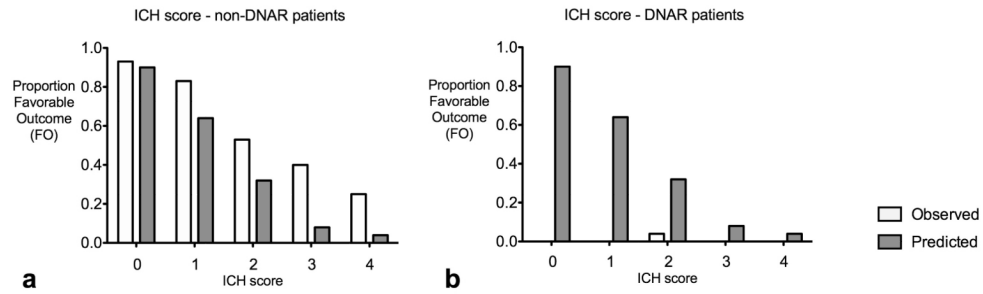 ICH score - non-DNAR patients
Proportion
Favorable
Outcome
(FO)
1.0
0.8
0.6
0.4
0.2
0.0
0 1 2 3 4
ICH score
a
ICH score - DNAR patients
Proportion
Favorable
Outcome
(FO)
1.0
0.8
0.6
0.4
0.2
0.0
0 1 2 3 4
ICH score
b
Observed
Predicted